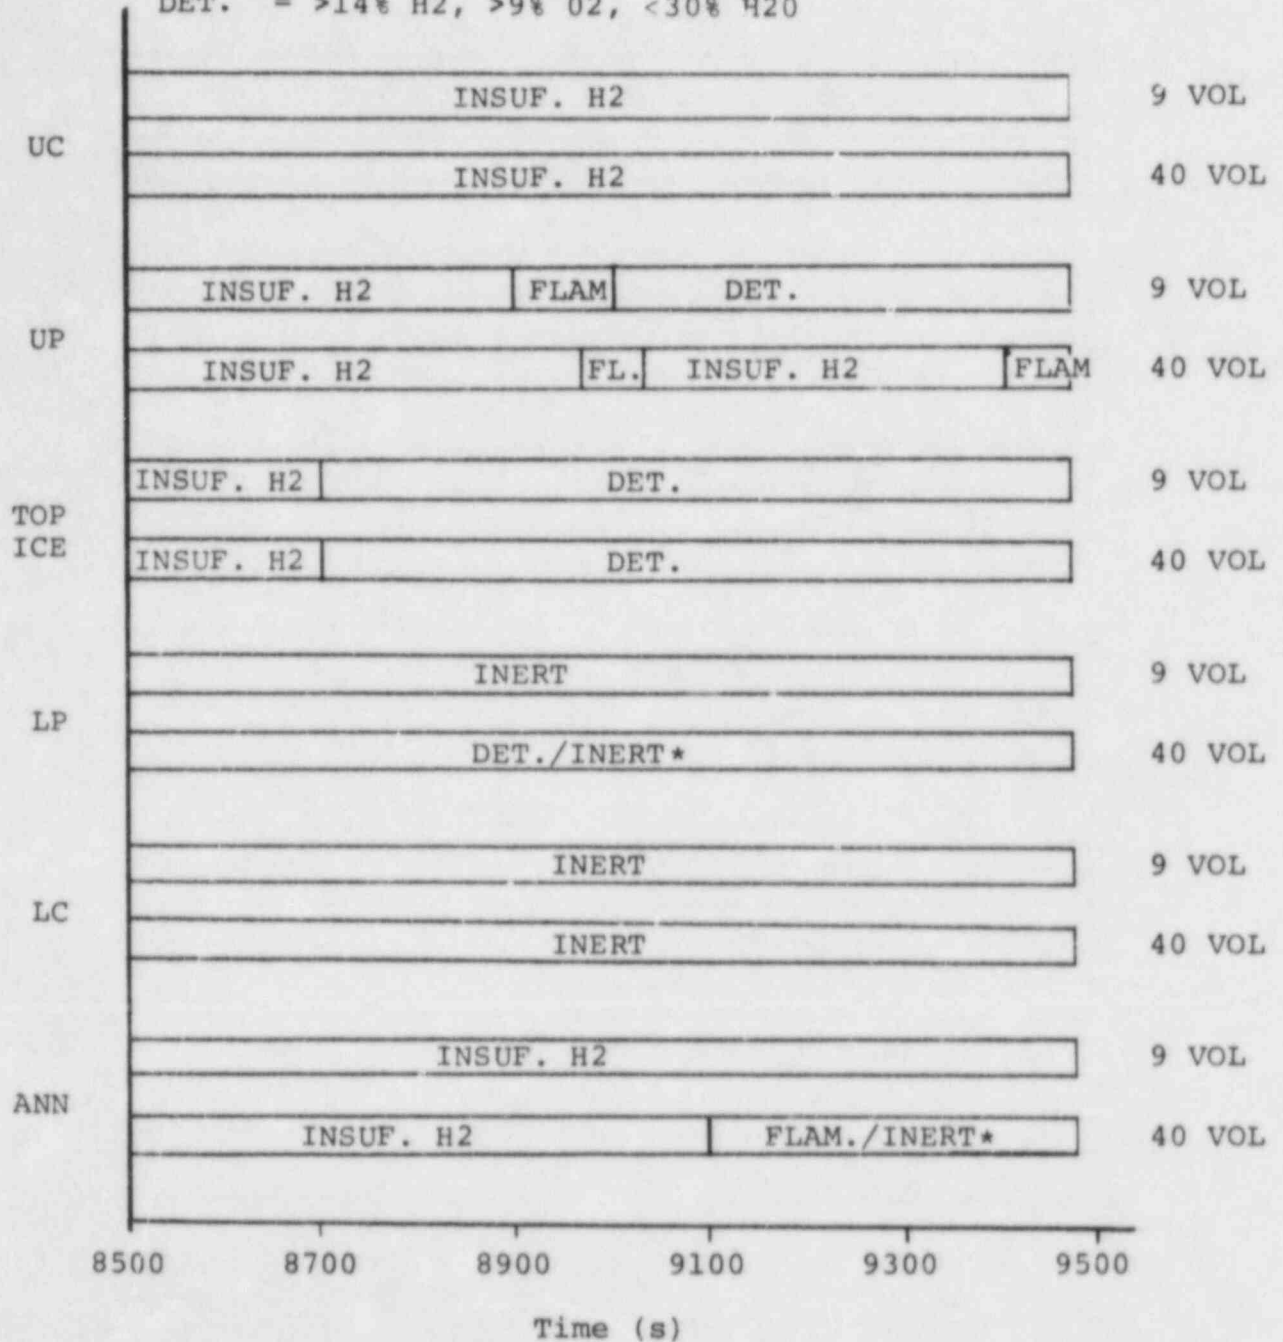 DET. = >14% H2, >9% O2, <30% H2O
INSUF. H2 9 VOL
UC
INSUF. H2 40 VOL
INSUF. H2 FLAM DET. 9 VOL
UP
INSUF. H2 FL. INSUF. H2 FLAM 40 VOL
INSUF. H2 DET. 9 VOL
TOP
ICE
INSUF. H2 DET. 40 VOL
INERT 9 VOL
LP
DET./INERT* 40 VOL
INERT 9 VOL
LC
INERT 40 VOL
INSUF. H2 9 VOL
ANN
INSUF. H2 FLAM./INERT* 40 VOL
8500 8700 8900 9100 9300 9500
Time (s)